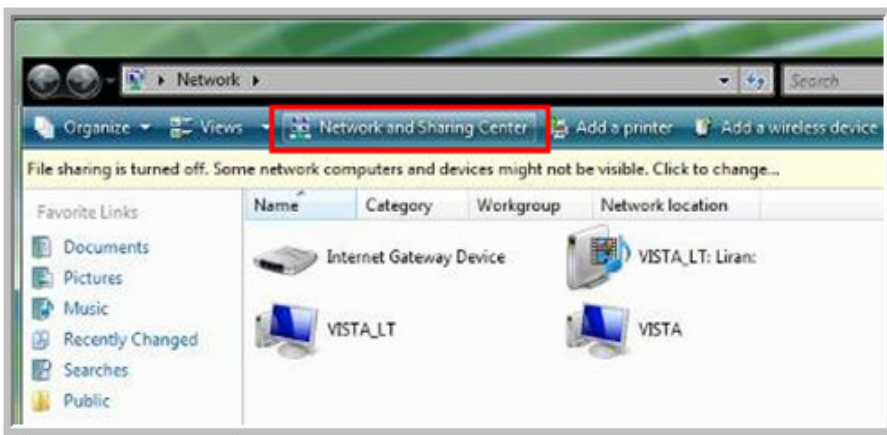 Network
Search
Organize Views Network and Sharing Center Add a printer Add a wireless device
File sharing is turned off. Some network computers and devices might not be visible. Click to change...
Favorite Links
Name Category Workgroup Network location
Documents
Pictures
Music
Recently Changed
Searches
Public
Internet Gateway Device
VISTA_LT: Liran:
VISTA_LT
VISTA